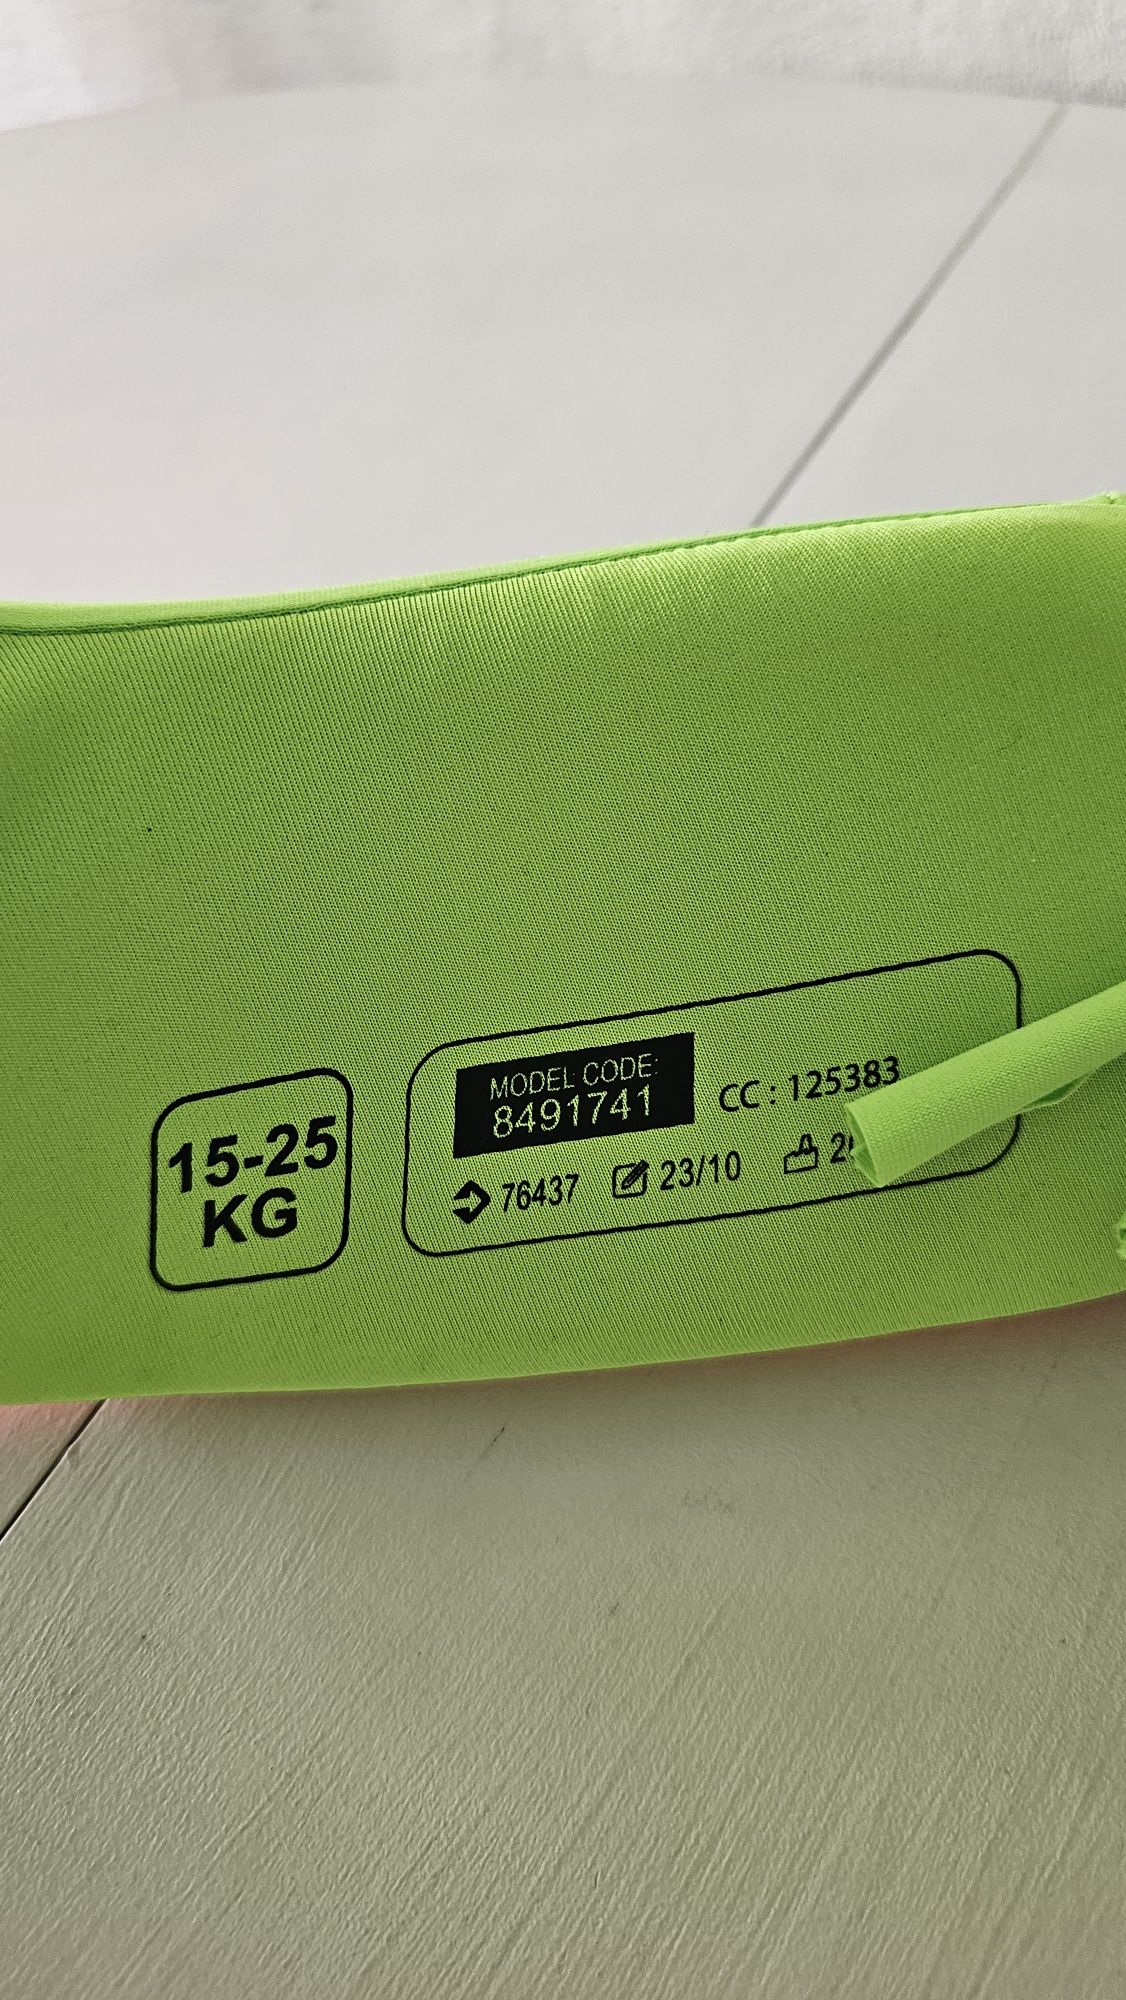 15-25
KG
MODEL CODE:
8491741
CC : 125383
76437 23/10